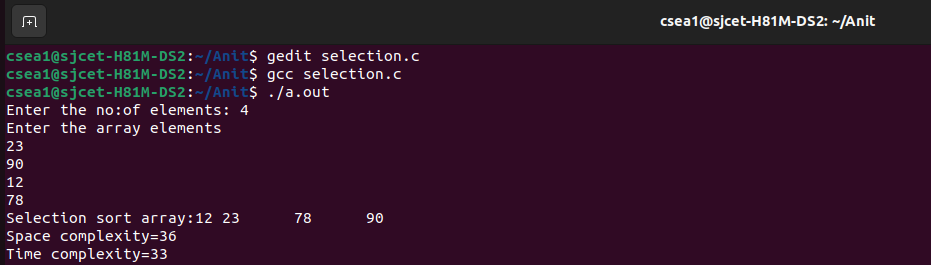 csea1@sjcet-H81M-DS2: ~/Anit
csea1@sjcet-H81M-DS2:~/Anit$ gedit selection.c
csea1@sjcet-H81M-DS2:~/Anit$ gcc selection.c
csea1@sjcet-H81M-DS2:~/Anit$ ./a.out
Enter the no:of elements: 4
Enter the array elements
23
90
12
78
Selection sort array:12 23      78      90
Space complexity=36
Time complexity=33